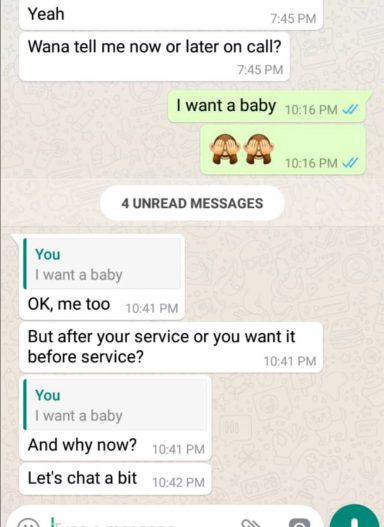 Yeah
7:45 PM
Wana tell me now or later on call?
7:45 PM
I want a baby 10:16 PM
🙈🙈 10:16 PM
4 UNREAD MESSAGES
You
I want a baby
OK, me too 10:41 PM
But after your service or you want it
before service? 10:41 PM
You
I want a baby
And why now? 10:41 PM
Let's chat a bit 10:42 PM